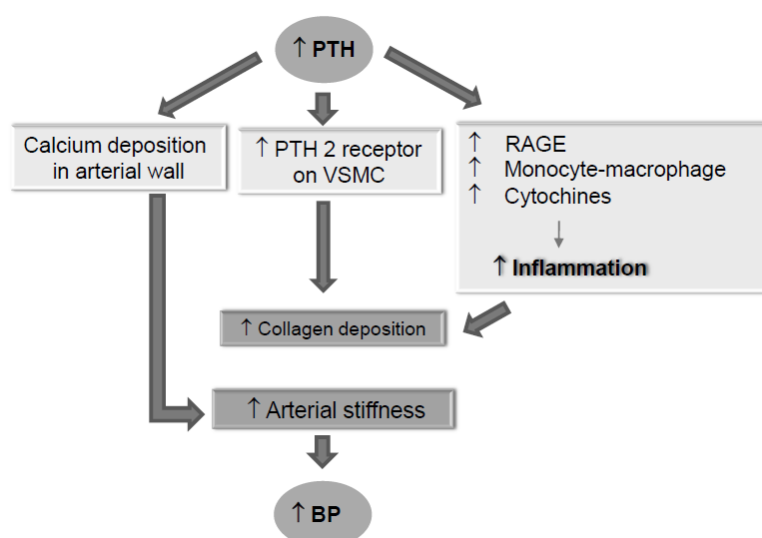 ↑ PTH
Calcium deposition
in arterial wall
↑ PTH 2 receptor
on VSMC
↑ RAGE
↑ Monocyte-macrophage
↑ Cytochines
↑ Inflammation
↑ Collagen deposition
↑ Arterial stiffness
↑ BP